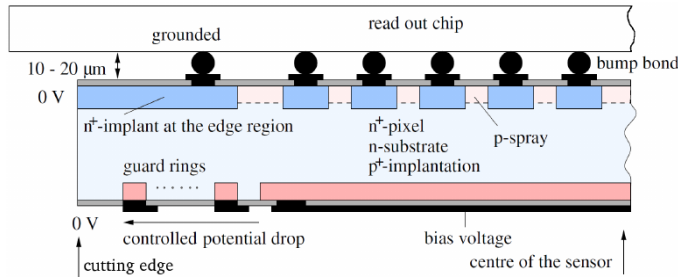 read out chip
grounded
10 - 20 μm
bump bond
0 V
n⁺-implant at the edge region
n⁺-pixel
n-substrate
p⁺-implantation
p-spray
guard rings
......
0 V
controlled potential drop
bias voltage
cutting edge
centre of the sensor